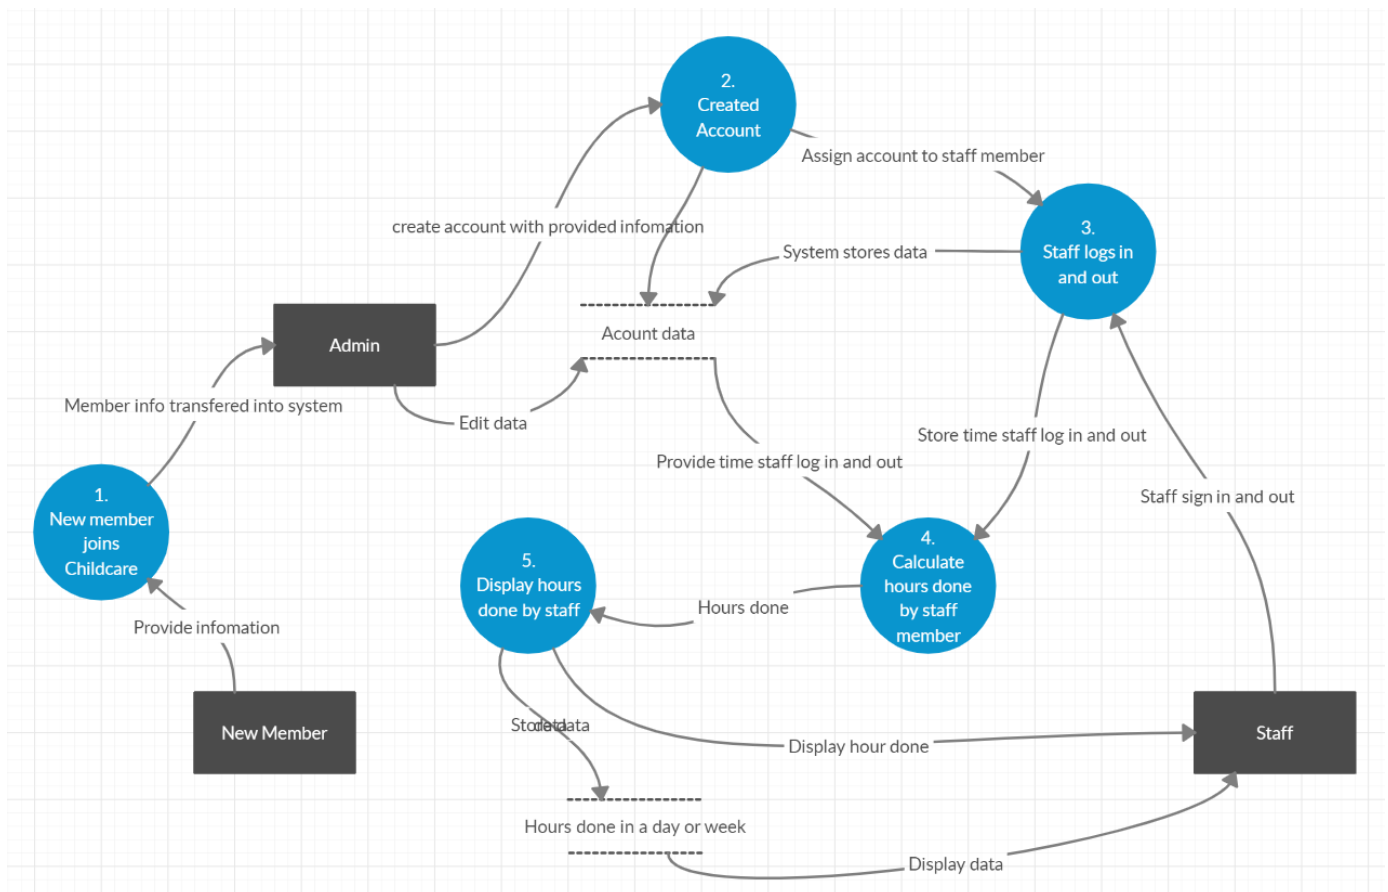 2.
Created
Account
Assign account to staff member
create account with provided infomation
3.
Staff logs in
and out
System stores data
Acount data
Admin
Member info transfered into system
Edit data
Store time staff log in and out
Provide time staff log in and out
Staff sign in and out
1.
New member
joins
Childcare
4.
Calculate
hours done
by staff
member
5.
Display hours
done by staff
Hours done
Provide infomation
New Member
Staff
Display hour done
Hours done in a day or week
Display data